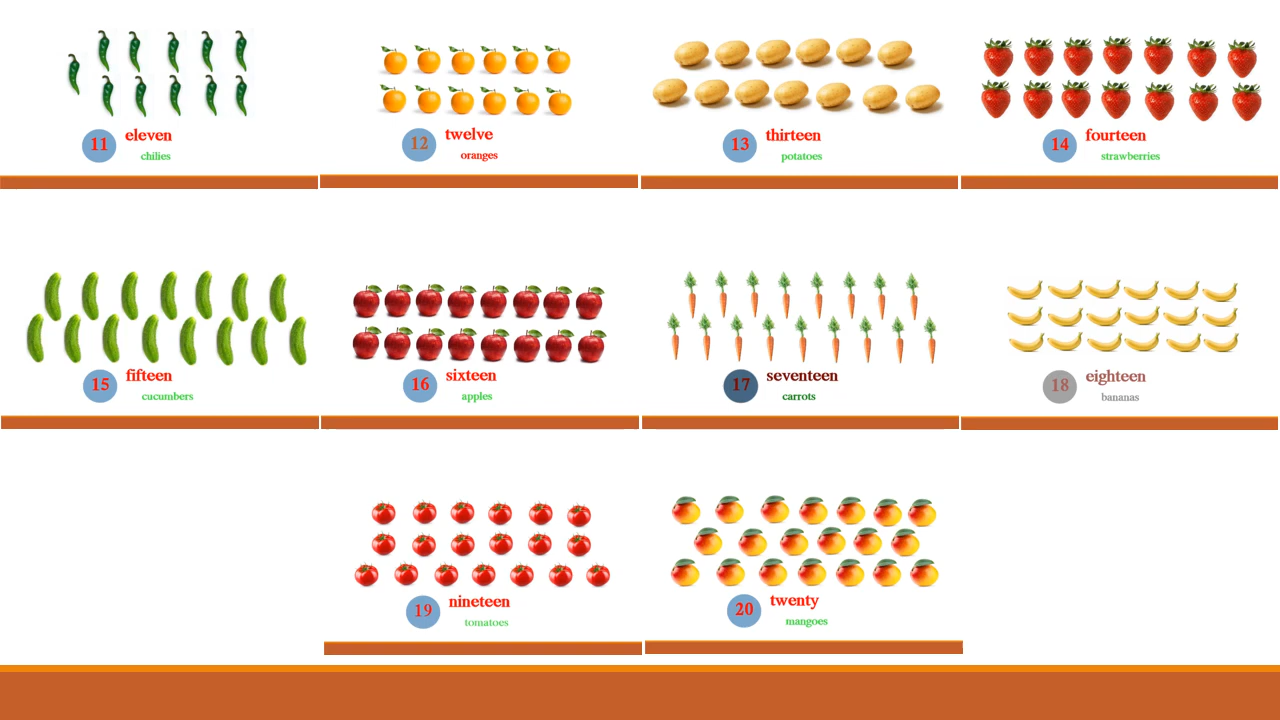 11 eleven
chilies
12 twelve
oranges
13 thirteen
potatoes
14 fourteen
strawberries
15 fifteen
cucumbers
16 sixteen
apples
17 seventeen
carrots
18 eighteen
bananas
19 nineteen
tomatoes
20 twenty
mangoes